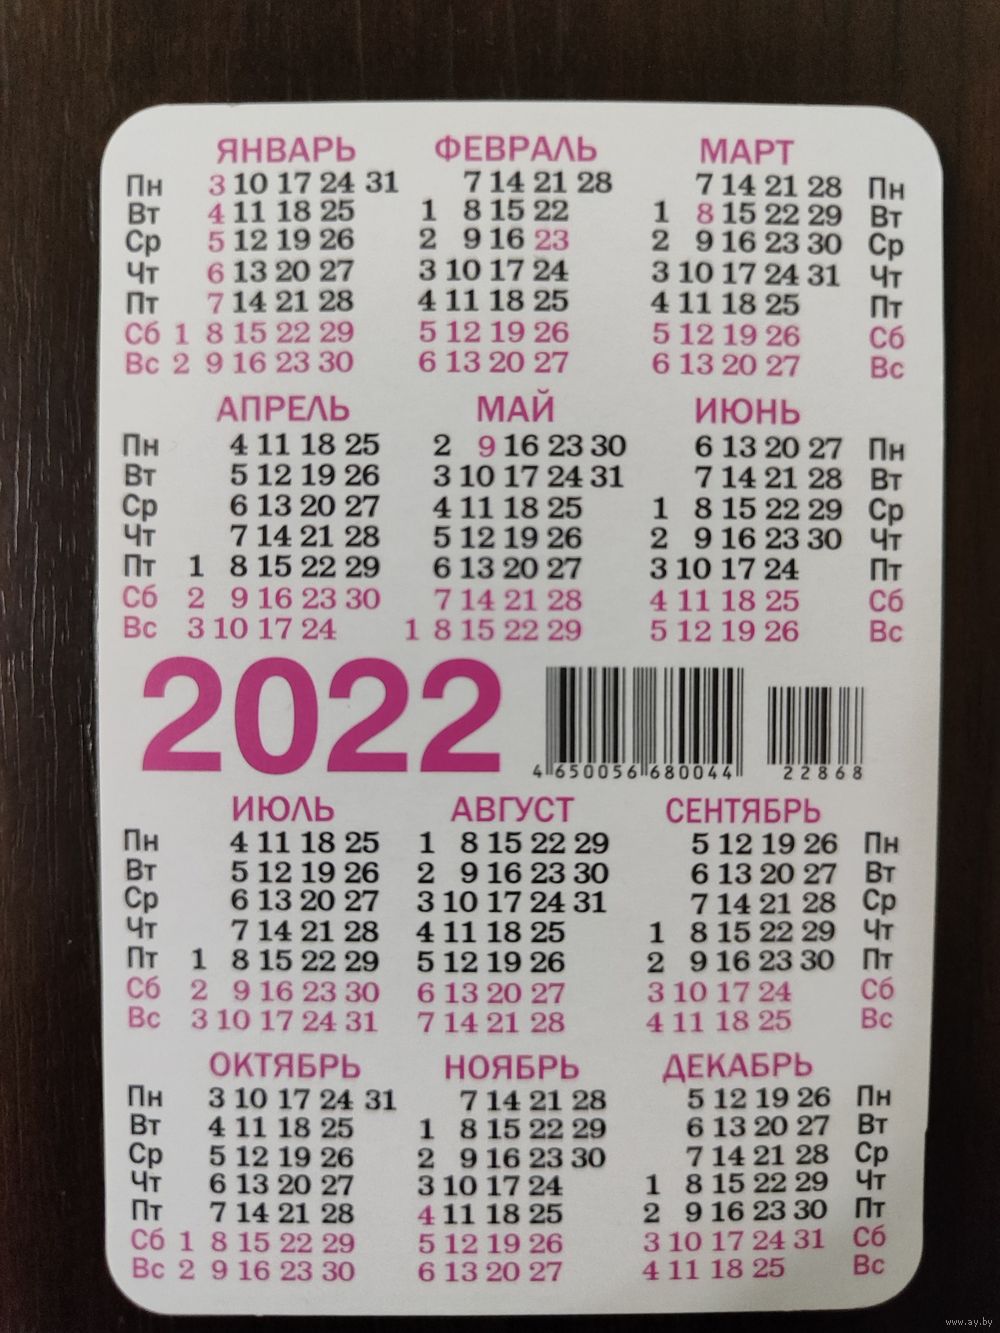 ЯНВАРЬ ФЕВРАЛЬ МАРТ
Пн 3 10 17 24 31 7 14 21 28 7 14 21 28 Пн
Вт 4 11 18 25 1 8 15 22 1 8 15 22 29 Вт
Ср 5 12 19 26 2 9 16 23 2 9 16 23 30 Ср
Чт 6 13 20 27 3 10 17 24 3 10 17 24 31 Чт
Пт 7 14 21 28 4 11 18 25 4 11 18 25 Пт
Сб 1 8 15 22 29 5 12 19 26 5 12 19 26 Сб
Вс 2 9 16 23 30 6 13 20 27 6 13 20 27 Вс
АПРЕЛЬ МАЙ ИЮНЬ
Пн 4 11 18 25 2 9 16 23 30 6 13 20 27 Пн
Вт 5 12 19 26 3 10 17 24 31 7 14 21 28 Вт
Ср 6 13 20 27 4 11 18 25 1 8 15 22 29 Ср
Чт 7 14 21 28 5 12 19 26 2 9 16 23 30 Чт
Пт 1 8 15 22 29 6 13 20 27 3 10 17 24 Пт
Сб 2 9 16 23 30 7 14 21 28 4 11 18 25 Сб
Вс 3 10 17 24 1 8 15 22 29 5 12 19 26 Вс
2022
4 650056 680044 22868
ИЮЛЬ АВГУСТ СЕНТЯБРЬ
Пн 4 11 18 25 1 8 15 22 29 5 12 19 26 Пн
Вт 5 12 19 26 2 9 16 23 30 6 13 20 27 Вт
Ср 6 13 20 27 3 10 17 24 31 7 14 21 28 Ср
Чт 7 14 21 28 4 11 18 25 1 8 15 22 29 Чт
Пт 1 8 15 22 29 5 12 19 26 2 9 16 23 30 Пт
Сб 2 9 16 23 30 6 13 20 27 3 10 17 24 Сб
Вс 3 10 17 24 31 7 14 21 28 4 11 18 25 Вс
ОКТЯБРЬ НОЯБРЬ ДЕКАБРЬ
Пн 3 10 17 24 31 7 14 21 28 5 12 19 26 Пн
Вт 4 11 18 25 1 8 15 22 29 6 13 20 27 Вт
Ср 5 12 19 26 2 9 16 23 30 7 14 21 28 Ср
Чт 6 13 20 27 3 10 17 24 1 8 15 22 29 Чт
Пт 7 14 21 28 4 11 18 25 2 9 16 23 30 Пт
Сб 1 8 15 22 29 5 12 19 26 3 10 17 24 31 Сб
Вс 2 9 16 23 30 6 13 20 27 4 11 18 25 Вс
www.ay.by